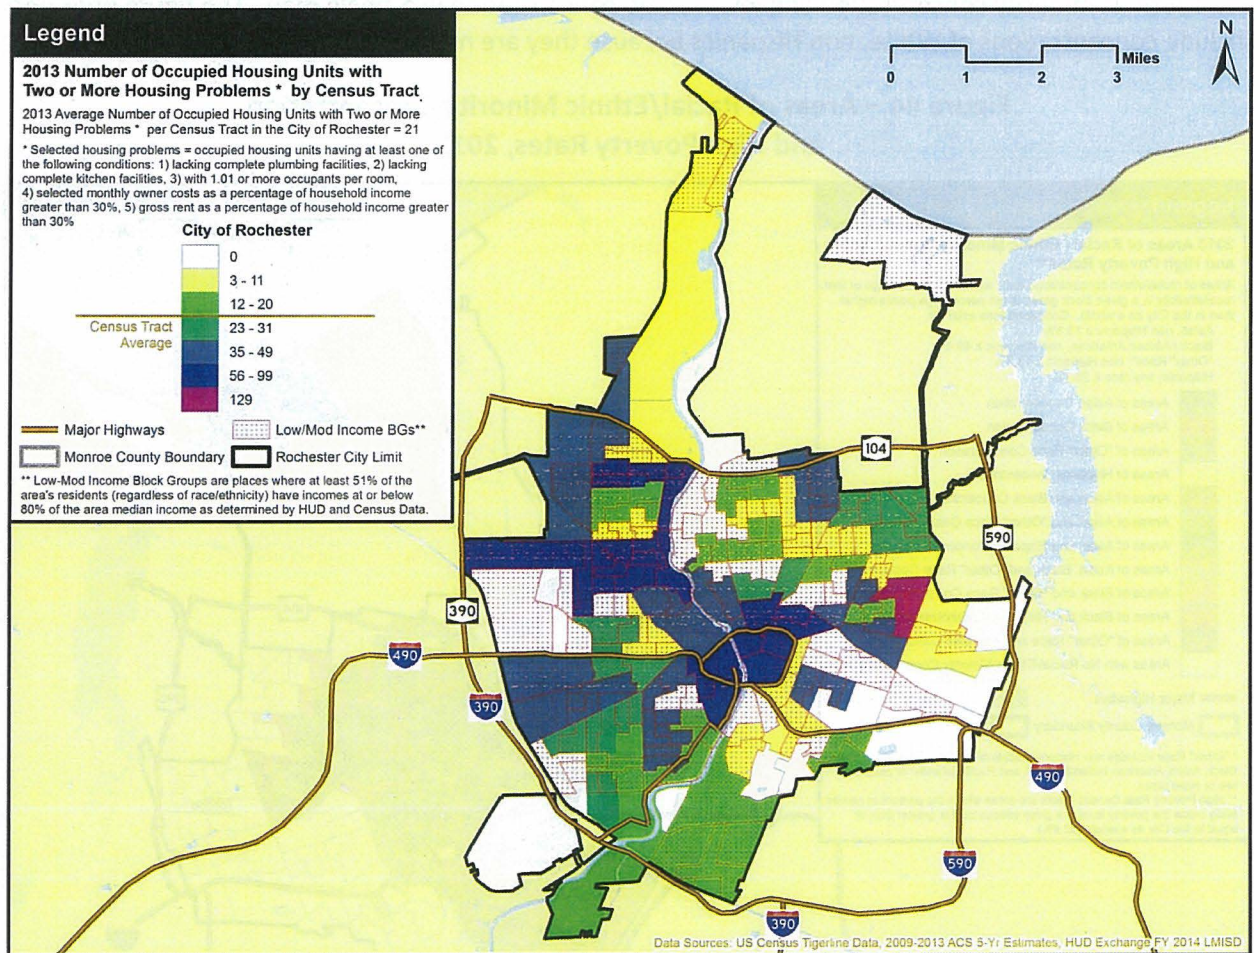 Legend
2013 Number of Occupied Housing Units with
Two or More Housing Problems * by Census Tract
2013 Average Number of Occupied Housing Units with Two or More
Housing Problems * per Census Tract in the City of Rochester = 21
* Selected housing problems = occupied housing units having at least one of
the following conditions: 1) lacking complete plumbing facilities, 2) lacking
complete kitchen facilities, 3) with 1.01 or more occupants per room,
4) selected monthly owner costs as a percentage of household income
greater than 30%, 5) gross rent as a percentage of household income greater
than 30%
City of Rochester
0
3 - 11
12 - 20
Census Tract
Average
23 - 31
35 - 49
56 - 99
129
Major Highways
Low/Mod Income BGs**
Monroe County Boundary
Rochester City Limit
** Low-Mod Income Block Groups are places where at least 51% of the
area's residents (regardless of race/ethnicity) have incomes at or below
80% of the area median income as determined by HUD and Census Data.
N
Miles
0 1 2 3
104
590
390
490
390
490
590
390
Data Sources: US Census Tigerline Data, 2009-2013 ACS 5-Yr Estimates, HUD Exchange FY 2014 LMISD